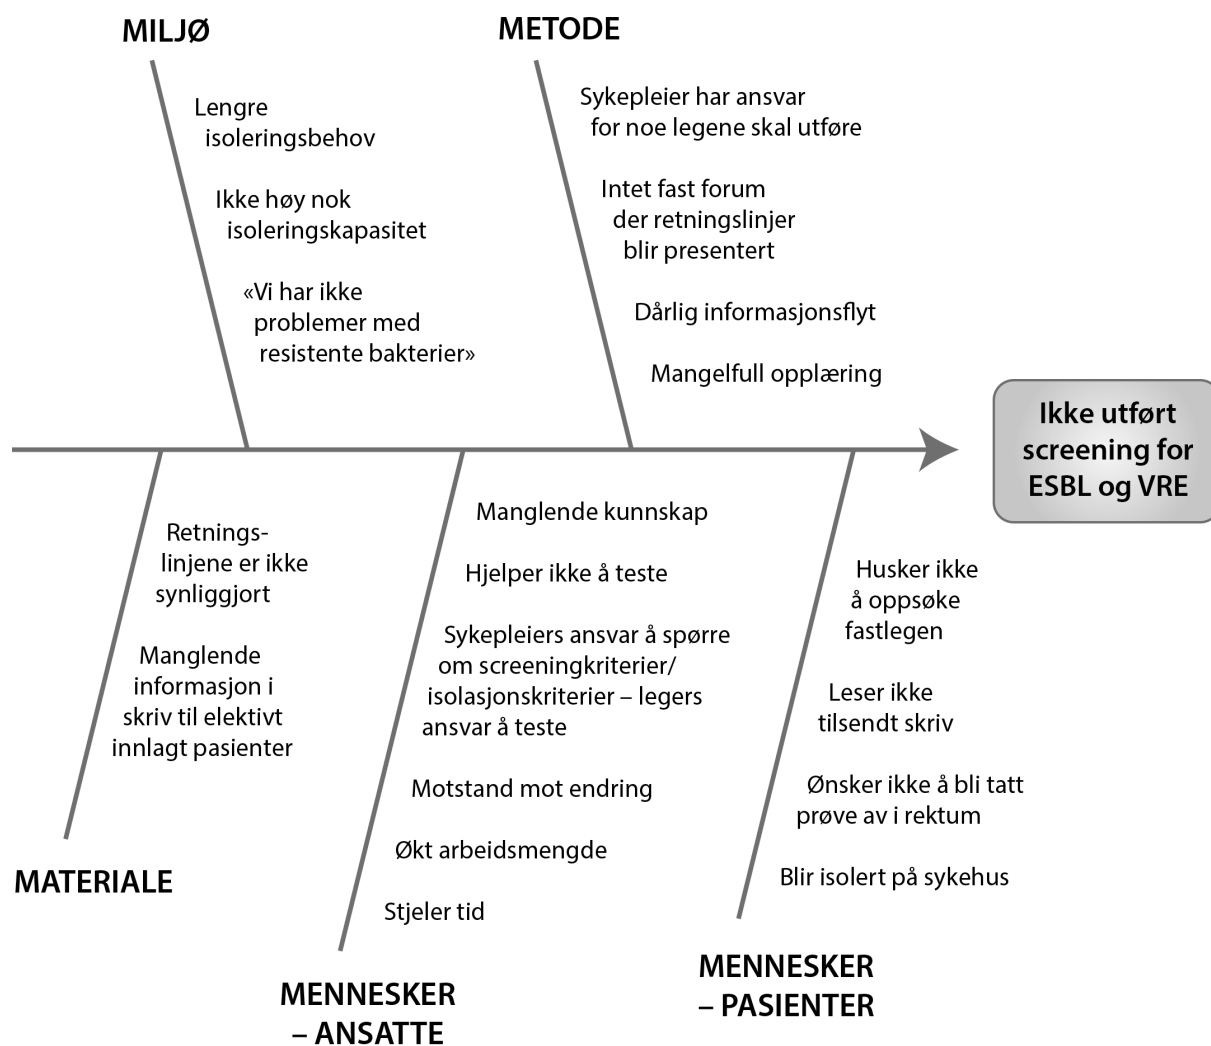 MILJØ
Lengre
isoleringsbehov
Ikke høy nok
isoleringskapasitet
«Vi har ikke
problemer med
resistente bakterier»
METODE
Sykepleier har ansvar
for noe legene skal utføre
Intet fast forum
der retningslinjer
blir presentert
Dårlig informasjonsflyt
Mangelfull opplæring
Ikke utført
screening for
ESBL og VRE
Retnings-
linjene er ikke
synliggjort
Manglende
informasjon i
skriv til elektivt
innlagt pasienter
MATERIALE
Manglende kunnskap
Hjelper ikke å teste
Sykepleiers ansvar å spørre
om screeningkriterier/
isolasjonskriterier – legers
ansvar å teste
Motstand mot endring
Økt arbeidsmengde
Stjeler tid
MENNESKER
– ANSATTE
Husker ikke
å oppsøke
fastlegen
Leser ikke
tilsendt skriv
Ønsker ikke å bli tatt
prøve av i rektum
Blir isolert på sykehus
MENNESKER
– PASIENTER